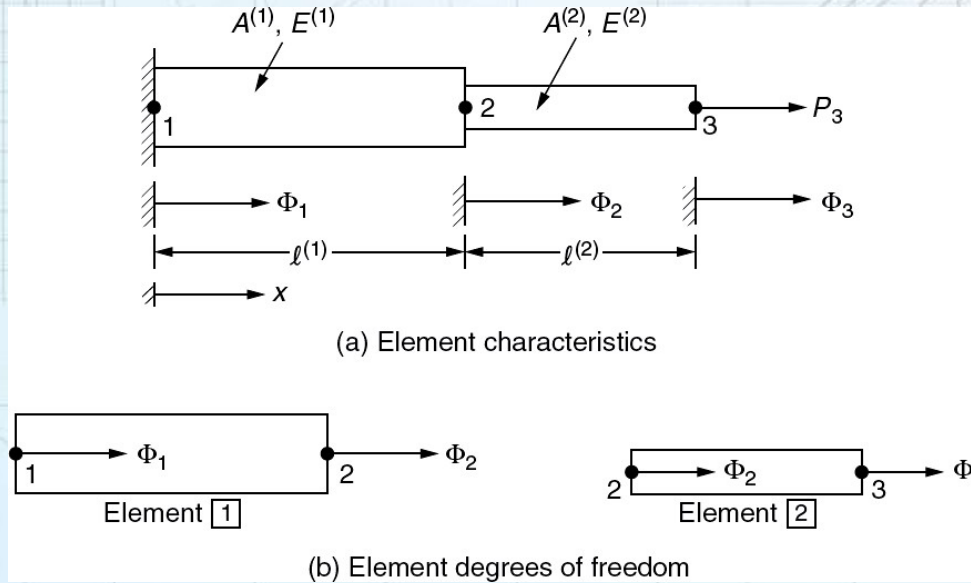 A⁽¹⁾, E⁽¹⁾ A⁽²⁾, E⁽²⁾
1 2 3 P₃
Φ₁ Φ₂ Φ₃
ℓ⁽¹⁾ ℓ⁽²⁾
x
(a) Element characteristics
1 Φ₁ 2 Φ₂ 2 Φ₂ 3 Φ
Element 1 Element 2
(b) Element degrees of freedom